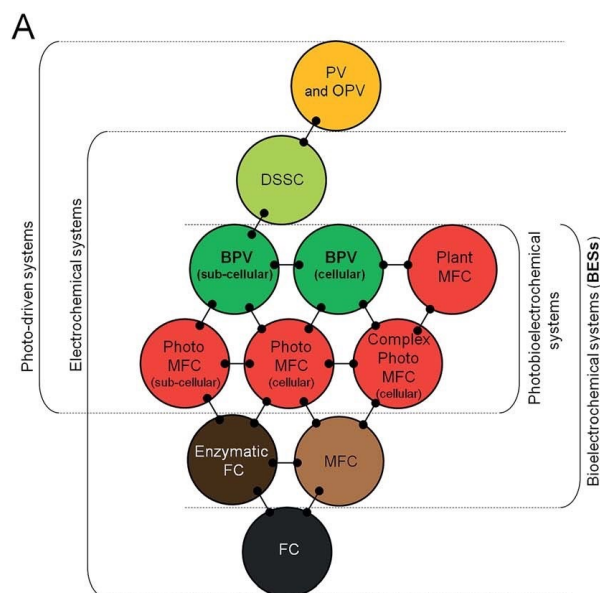 A
PV
and OPV
DSSC
BPV
(sub-cellular)
BPV
(cellular)
Plant
MFC
Photo
MFC
(sub-cellular)
Photo
MFC
(cellular)
Complex
Photo
MFC
(cellular)
Enzymatic
FC
MFC
FC
Photo-driven systems
Electrochemical systems
Photobioelectrochemical
systems
Bioelectrochemical systems (BESs)